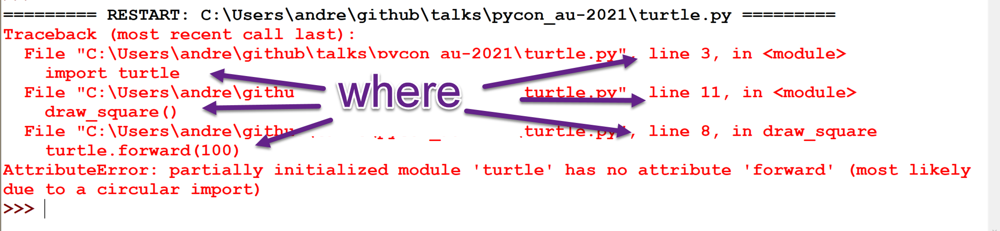 ========= RESTART: C:\Users\andre\github\talks\pycon_au-2021\turtle.py =========
Traceback (most recent call last):
  File "C:\Users\andre\github\talks\pycon_au-2021\turtle.py", line 3, in <module>
    import turtle
where
  File "C:\Users\andre\githu turtle.py", line 11, in <module>
    draw_square()
  File "C:\Users\andre\githu turtle.py", line 8, in draw_square
    turtle.forward(100)
AttributeError: partially initialized module 'turtle' has no attribute 'forward' (most likely
due to a circular import)
>>>